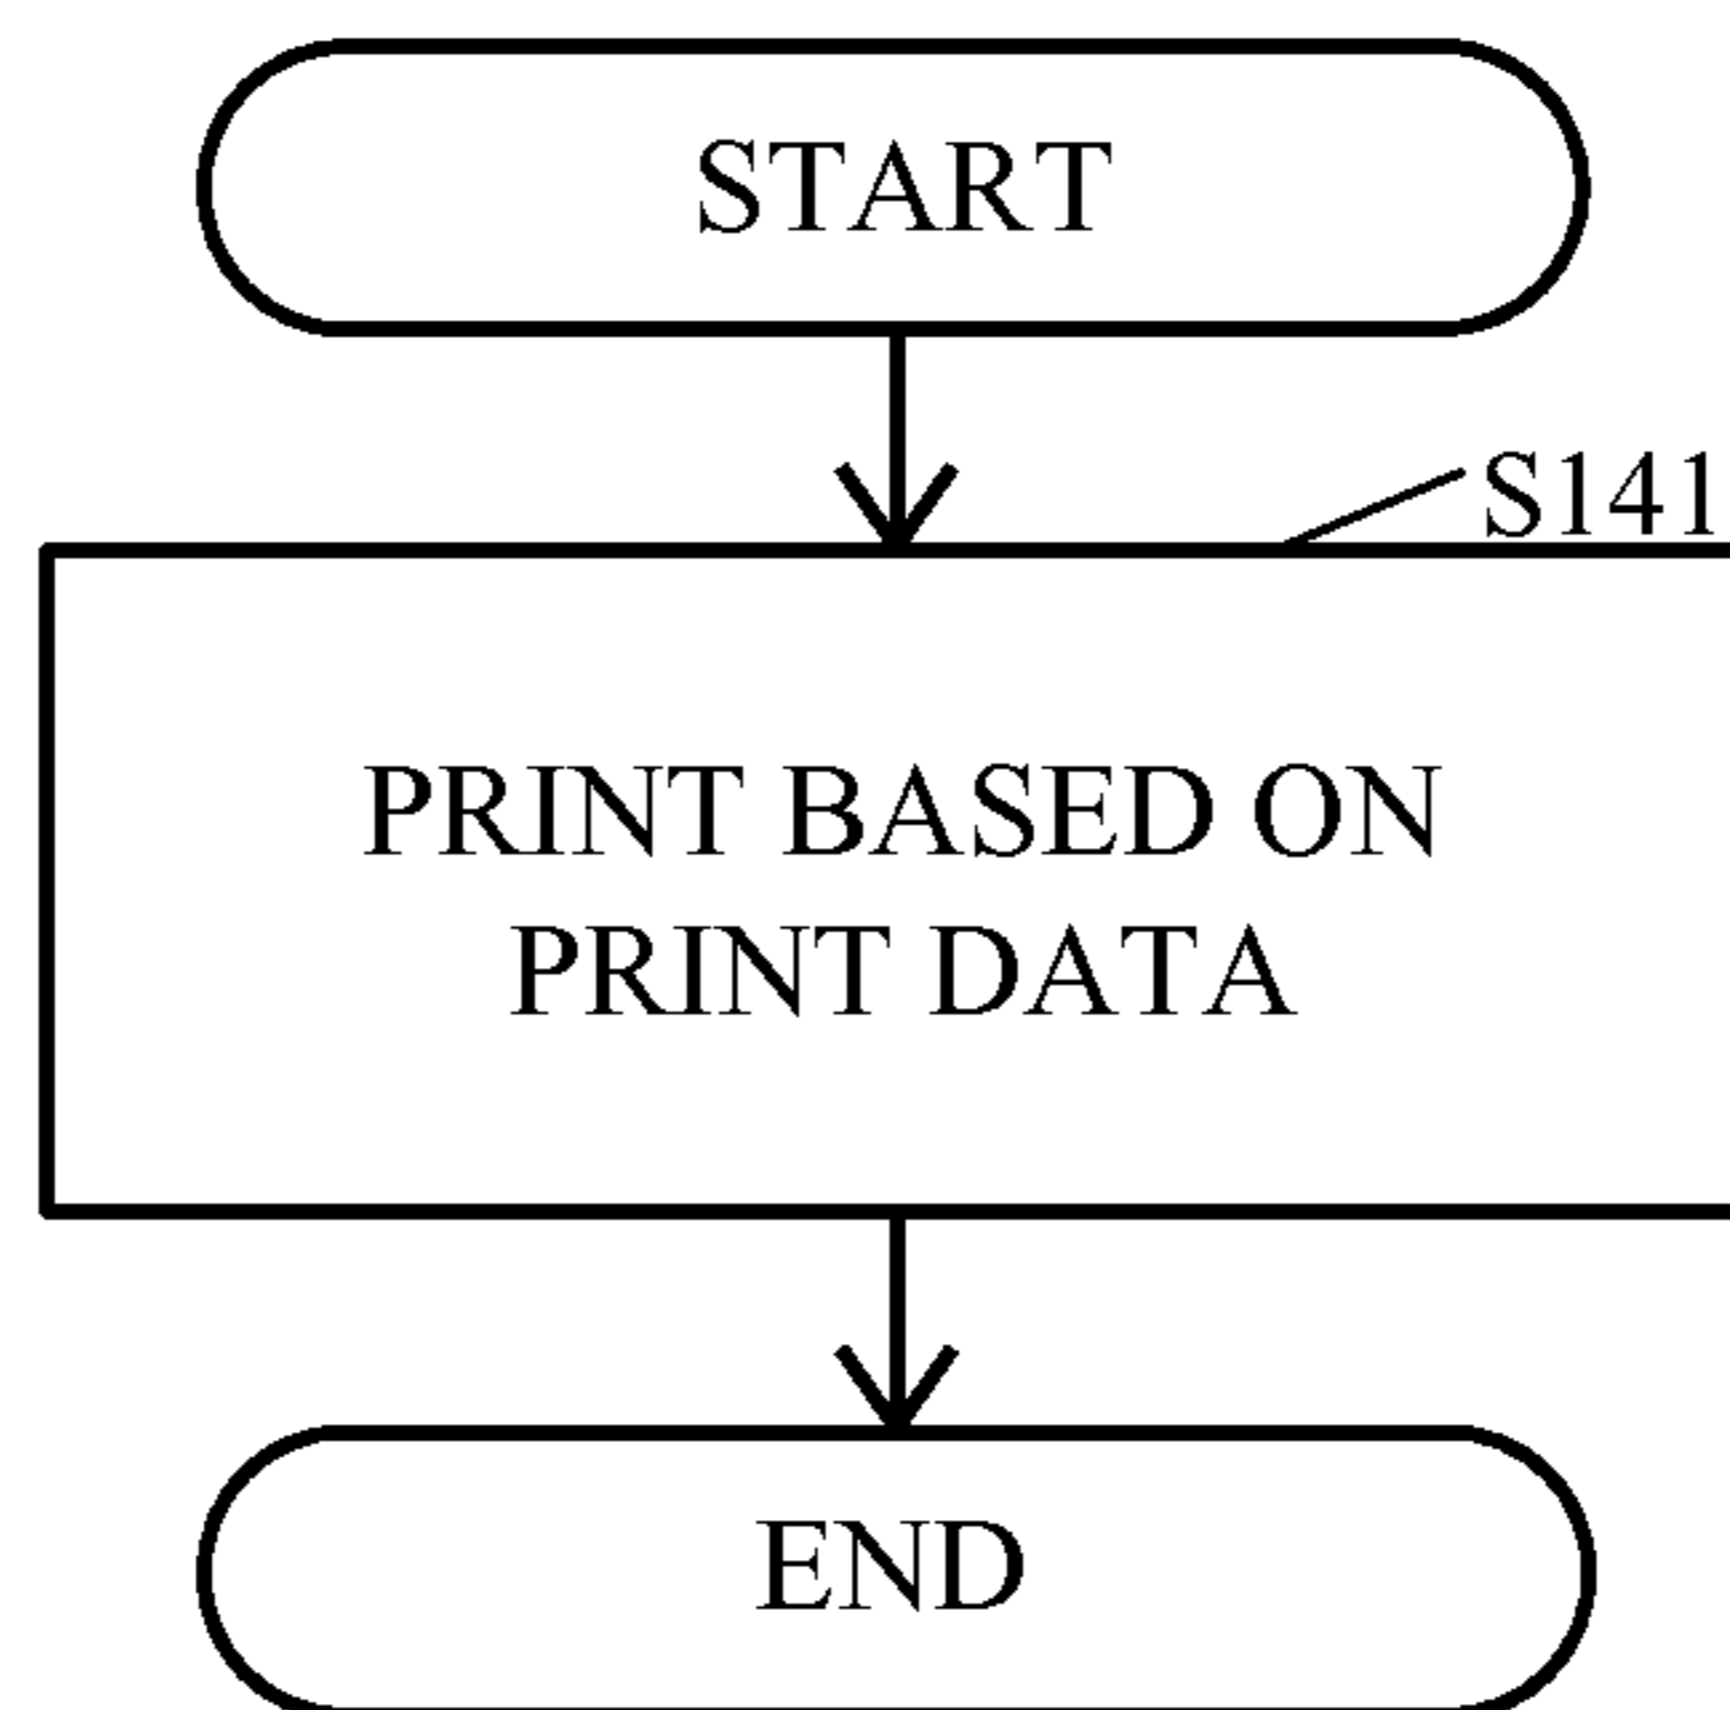 START
S141
PRINT BASED ON
PRINT DATA
END